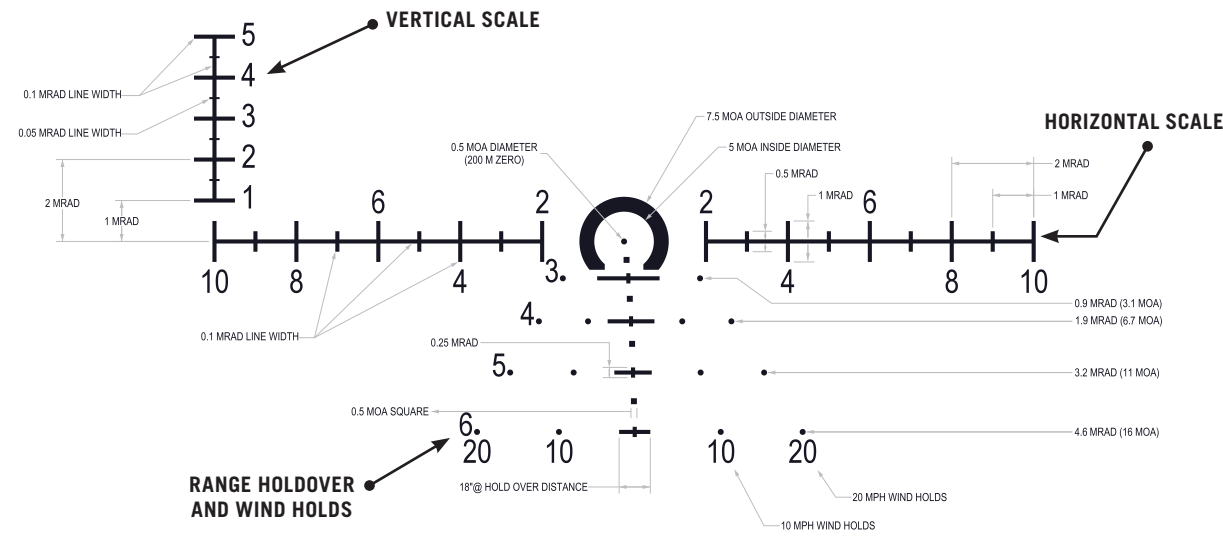 VERTICAL SCALE
5
4
3
2
1
0.1 MRAD LINE WIDTH
0.05 MRAD LINE WIDTH
2 MRAD
1 MRAD
7.5 MOA OUTSIDE DIAMETER
5 MOA INSIDE DIAMETER
0.5 MOA DIAMETER
(200 M ZERO)
HORIZONTAL SCALE
2 MRAD
1 MRAD
0.5 MRAD
1 MRAD
6
2
2
6
10
8
4
4
8
10
3
0.9 MRAD (3.1 MOA)
4
1.9 MRAD (6.7 MOA)
0.1 MRAD LINE WIDTH
0.25 MRAD
5
3.2 MRAD (11 MOA)
0.5 MOA SQUARE
6
4.6 MRAD (16 MOA)
20
10
10
20
RANGE HOLDOVER
AND WIND HOLDS
18"@ HOLD OVER DISTANCE
20 MPH WIND HOLDS
10 MPH WIND HOLDS